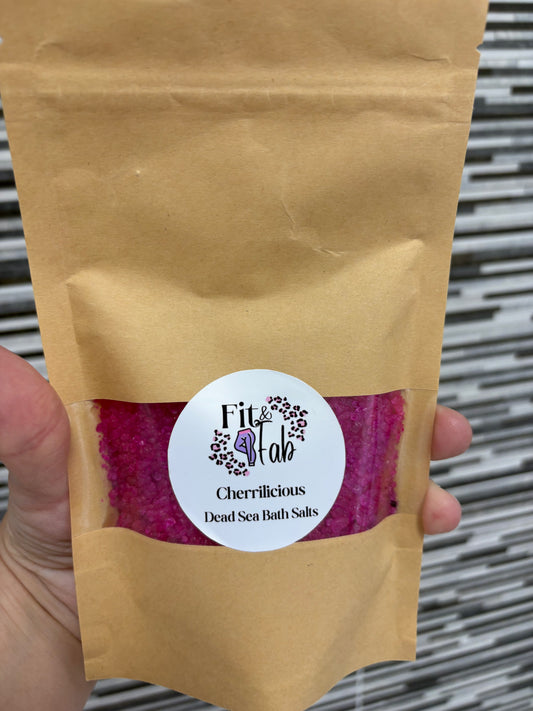 Fit &
Fab
Cherrilicious
Dead Sea Bath Salts